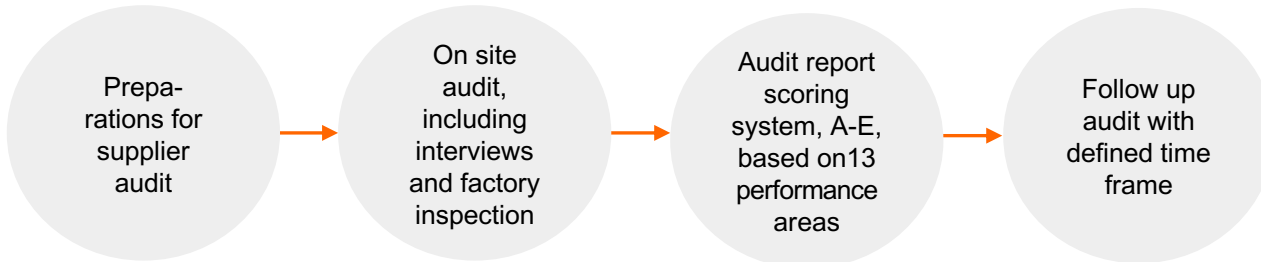 Prepa-
rations for
supplier
audit
On site
audit,
including
interviews
and factory
inspection
Audit report
scoring
system, A-E,
based on13
performance
areas
Follow up
audit with
defined time
frame